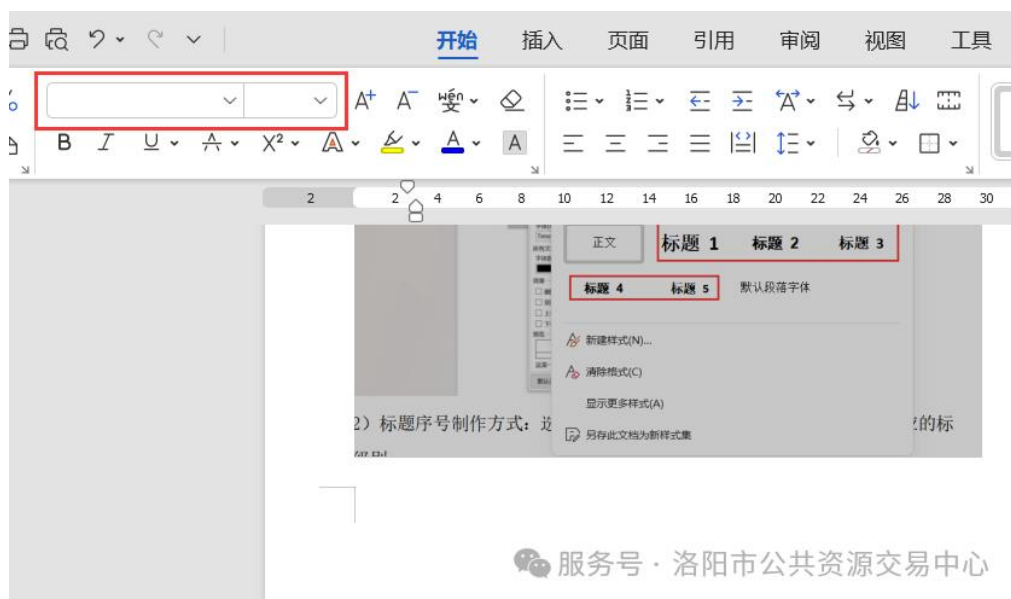 开始 插入 页面 引用 审阅 视图 工具
A+ A- wén 变
B I U A X² A A A
2 2 4 6 8 10 12 14 16 18 20 22 24 26 28 30
正文 标题 1 标题 2 标题 3
标题 4 标题 5 默认段落字体
新建样式(N)...
清除格式(C)
显示更多样式(A)
2）标题序号制作方式：
的标
另存此文档为新样式集
服务号 · 洛阳市公共资源交易中心